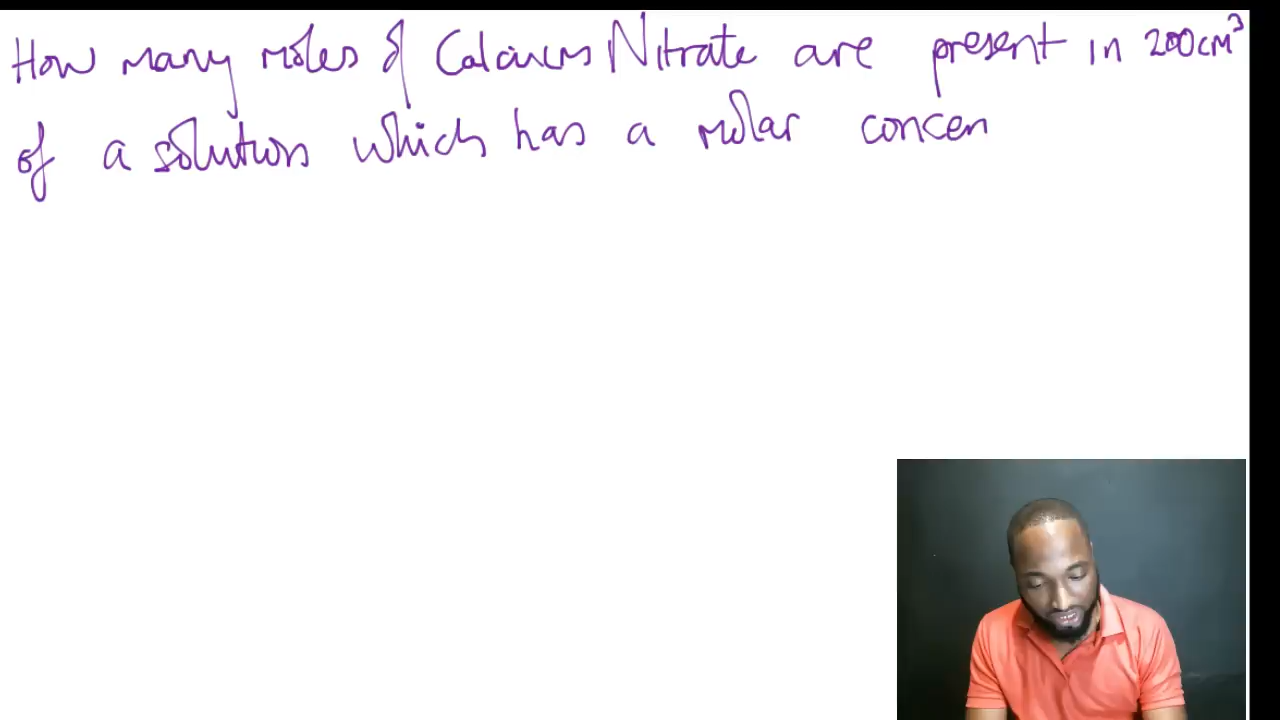 How many moles of Calcium Nitrate are present in 200cm³
of a solution which has a molar concen